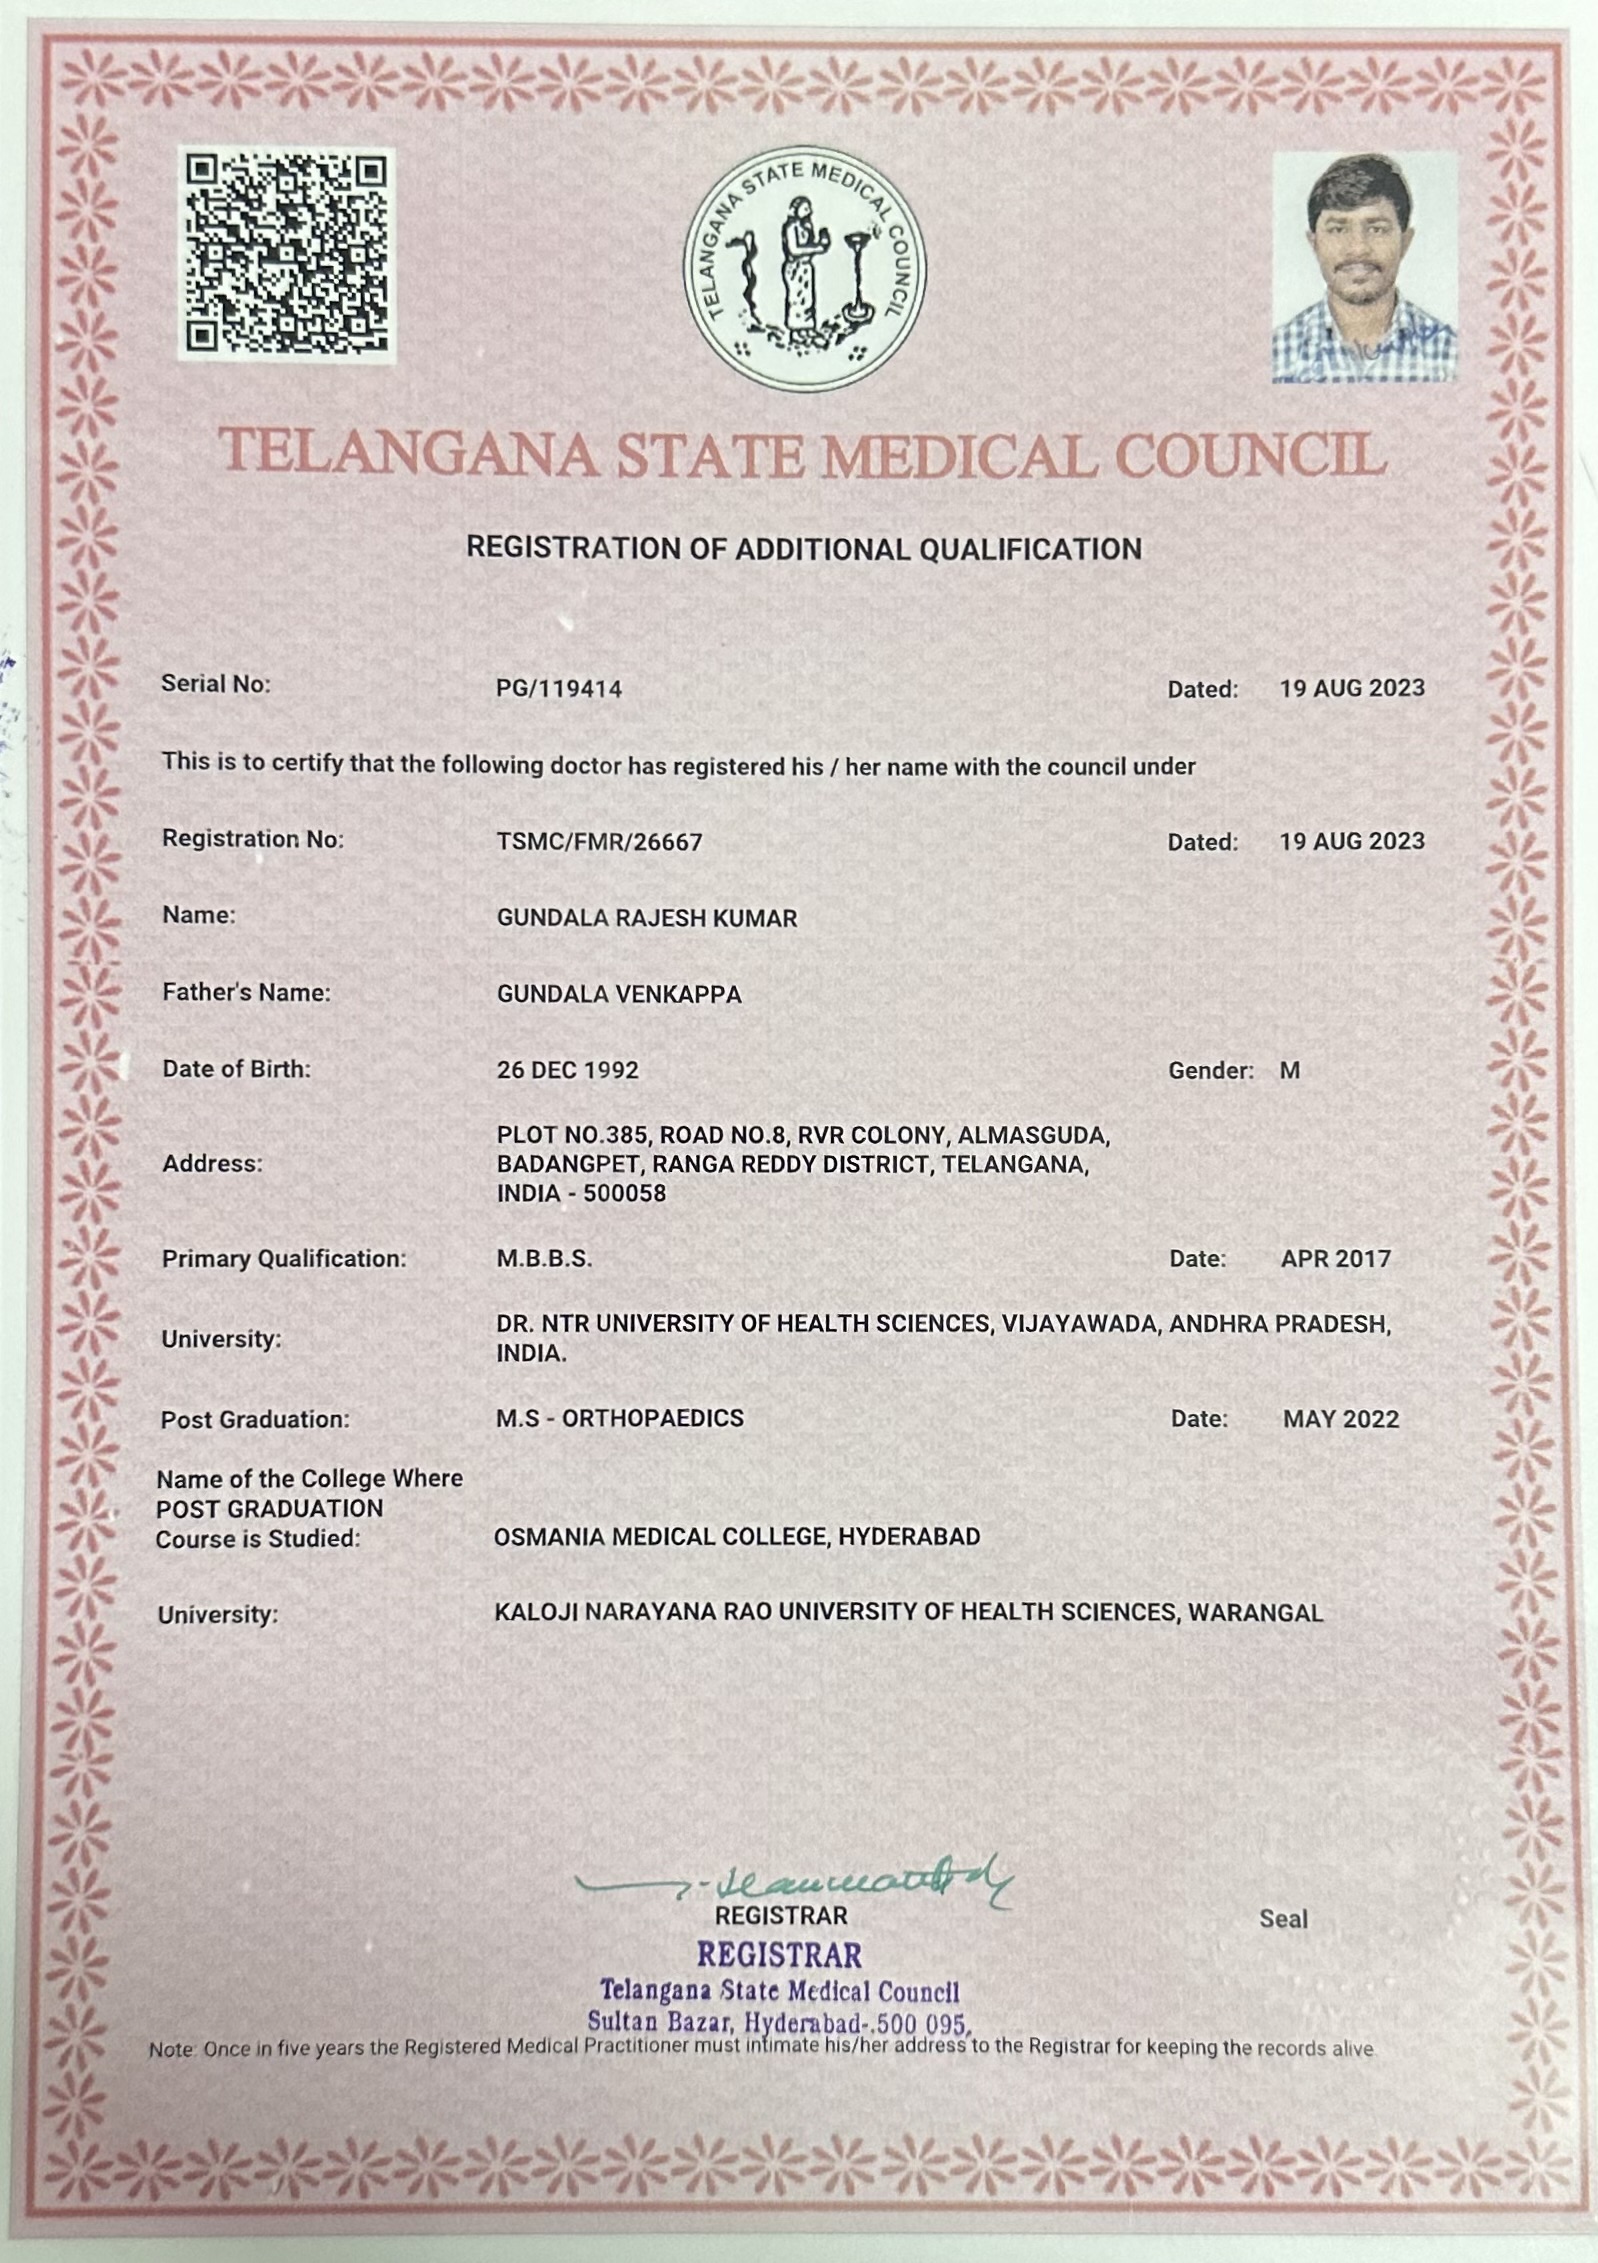 TELANGANA STATE MEDICAL COUNCIL
TELANGANA STATE MEDICAL COUNCIL
REGISTRATION OF ADDITIONAL QUALIFICATION
Serial No: PG/119414 Dated: 19 AUG 2023
This is to certify that the following doctor has registered his / her name with the council under
Registration No: TSMC/FMR/26667 Dated: 19 AUG 2023
Name: GUNDALA RAJESH KUMAR
Father's Name: GUNDALA VENKAPPA
Date of Birth: 26 DEC 1992 Gender: M
Address: PLOT NO.385, ROAD NO.8, RVR COLONY, ALMASGUDA,
BADANGPET, RANGA REDDY DISTRICT, TELANGANA,
INDIA - 500058
Primary Qualification: M.B.B.S. Date: APR 2017
University: DR. NTR UNIVERSITY OF HEALTH SCIENCES, VIJAYAWADA, ANDHRA PRADESH,
INDIA.
Post Graduation: M.S - ORTHOPAEDICS Date: MAY 2022
Name of the College Where
POST GRADUATION
Course is Studied: OSMANIA MEDICAL COLLEGE, HYDERABAD
University: KALOJI NARAYANA RAO UNIVERSITY OF HEALTH SCIENCES, WARANGAL
REGISTRAR Seal
REGISTRAR
Telangana State Medical Council
Sultan Bazar, Hyderabad-.500 095,
Note: Once in five years the Registered Medical Practitioner must intimate his/her address to the Registrar for keeping the records alive